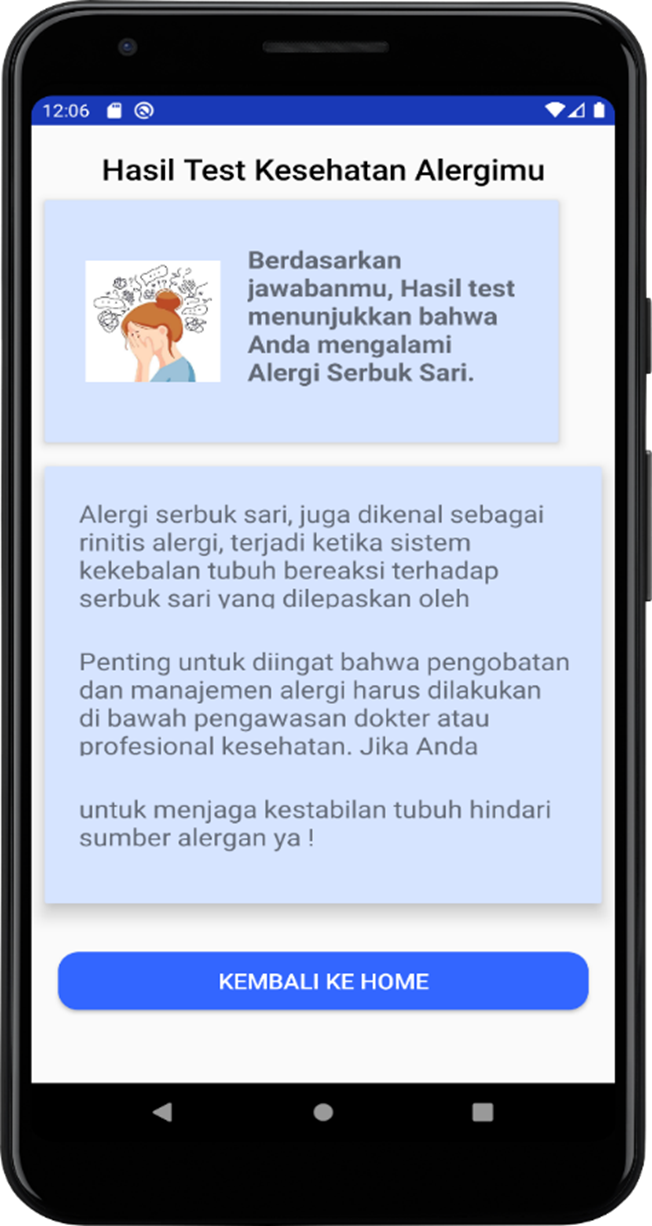 12:06
Hasil Test Kesehatan Alergimu
Berdasarkan
jawabanmu, Hasil test
menunjukkan bahwa
Anda mengalami
Alergi Serbuk Sari.
Alergi serbuk sari, juga dikenal sebagai
rinitis alergi, terjadi ketika sistem
kekebalan tubuh bereaksi terhadap
serbuk sari yang dilepaskan oleh
Penting untuk diingat bahwa pengobatan
dan manajemen alergi harus dilakukan
di bawah pengawasan dokter atau
profesional kesehatan. Jika Anda
untuk menjaga kestabilan tubuh hindari
sumber alergan ya !
KEMBALI KE HOME